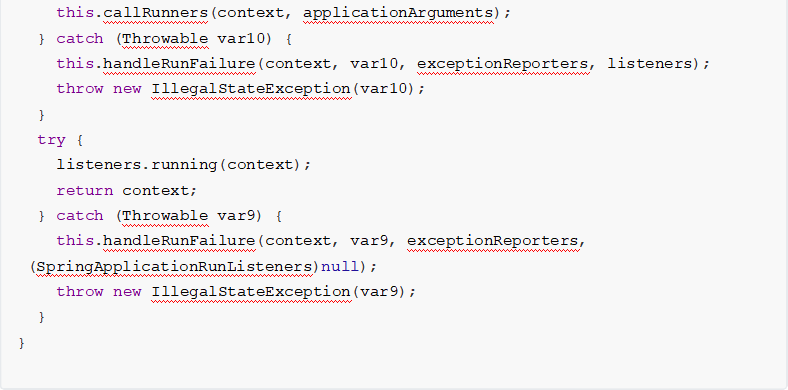 this.callRunners(context, applicationArguments);
} catch (Throwable var10) {
this.handleRunFailure(context, var10, exceptionReporters, listeners);
throw new IllegalStateException(var10);
}
try {
listeners.running(context);
return context;
} catch (Throwable var9) {
this.handleRunFailure(context, var9, exceptionReporters,
(SpringApplicationRunListeners)null);
throw new IllegalStateException(var9);
}
}